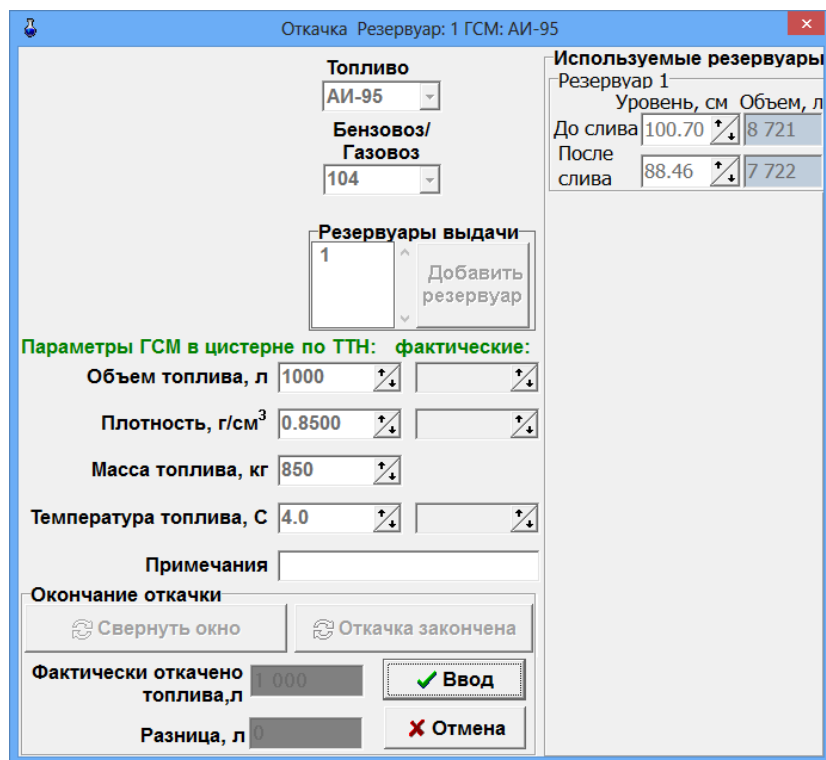 Откачка Резервуар: 1 ГСМ: АИ-95
Топливо
АИ-95
Бензовоз/
Газовоз
104
Резервуары выдачи
1
Добавить
резервуар
Параметры ГСМ в цистерне по ТТН: фактические:
Объем топлива, л 1000
Плотность, г/см³ 0.8500
Масса топлива, кг 850
Температура топлива, С 4.0
Примечания
Окончание откачки
Свернуть окно Откачка закончена
Фактически откачено
топлива,л 1 000
Ввод
Разница, л 0
Отмена
Используемые резервуары
Резервуар 1
Уровень, см Объем, л
До слива 100.70 8 721
После
слива 88.46 7 722